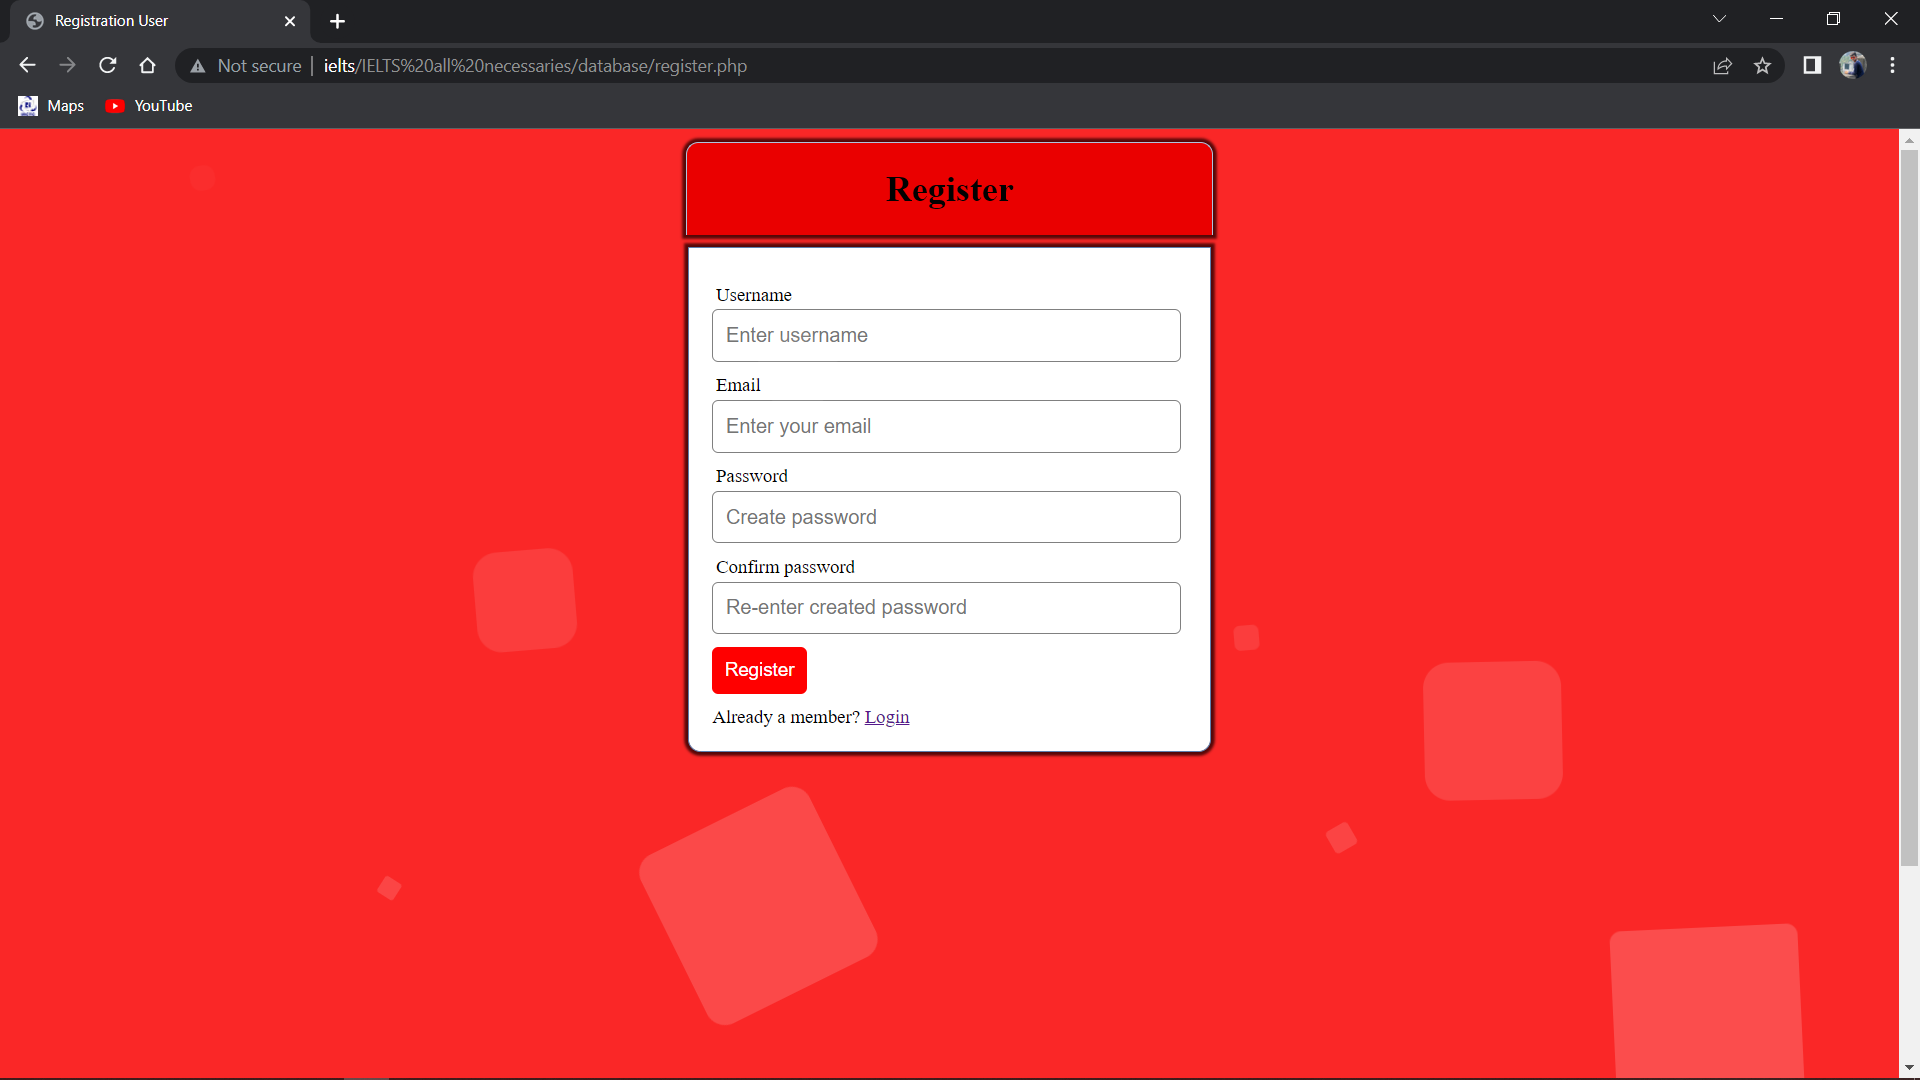 Registration User
Not secure ielts/IELTS%20all%20necessaries/database/register.php
Maps YouTube
Register
Username
Enter username
Email
Enter your email
Password
Create password
Confirm password
Re-enter created password
Register
Already a member? Login